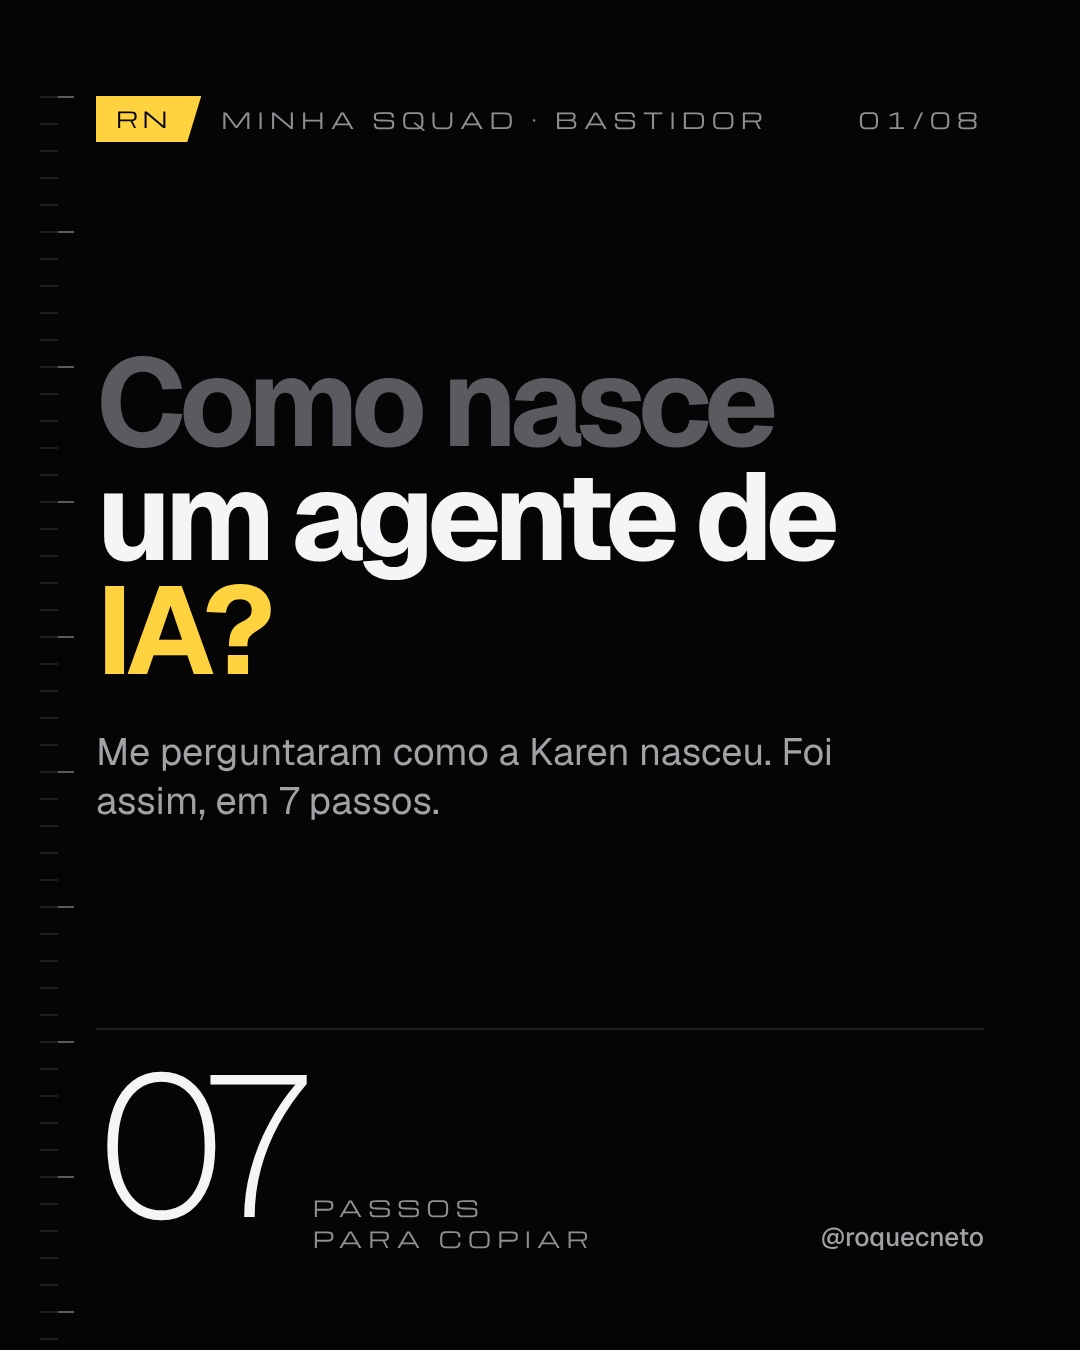 RN MINHA SQUAD · BASTIDOR 01/08
Como nasce
um agente de
IA?
Me perguntaram como a Karen nasceu. Foi
assim, em 7 passos.
07
PASSOS
PARA COPIAR
@roquecneto